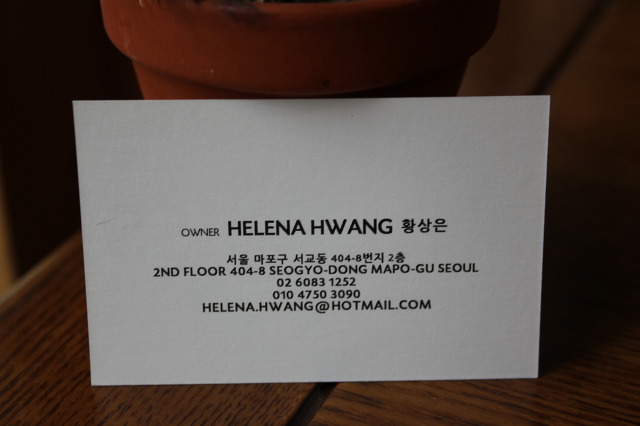 OWNER HELENA HWANG 황상은
서울 마포구 서교동 404-8번지 2층
2ND FLOOR 404-8 SEOGYO-DONG MAPO-GU SEOUL
02 6083 1252
010 4750 3090
HELENA.HWANG@HOTMAIL.COM